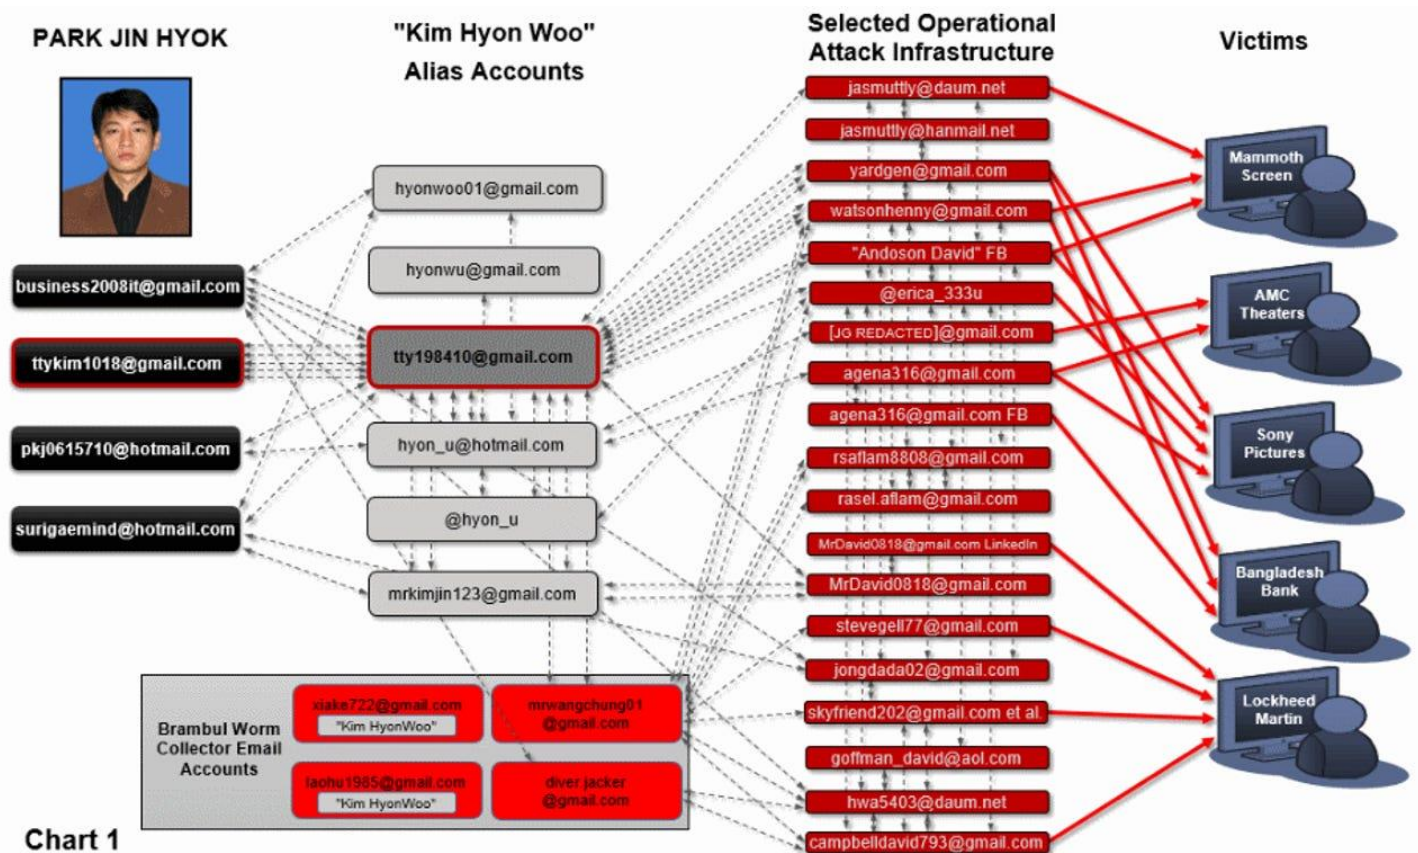 PARK JIN HYOK
"Kim Hyon Woo"
Alias Accounts
Selected Operational
Attack Infrastructure
Victims
business2008it@gmail.com
ttykim1018@gmail.com
pkj0615710@hotmail.com
surigaemind@hotmail.com
hyonwoo01@gmail.com
hyonwu@gmail.com
tty198410@gmail.com
hyon_u@hotmail.com
@hyon_u
mrkimjin123@gmail.com
Brambul Worm
Collector Email
Accounts
xiake722@gmail.com
"Kim HyonWoo"
mrwangchung01
@gmail.com
laohu1985@gmail.com
"Kim HyonWoo"
diver jacker
@gmail.com
jasmuttly@daum.net
jasmuttly@hanmail.net
yardgen@gmail.com
watsonhenny@gmail.com
"Andoson David" FB
@erica_333u
[JG REDACTED]@gmail.com
agena316@gmail.com
agena316@gmail.com FB
rsaflam8808@gmail.com
rasel.aflam@gmail.com
MrDavid0818@gmail.com LinkedIn
MrDavid0818@gmail.com
stevegell77@gmail.com
jongdada02@gmail.com
skyfriend202@gmail.com et al.
goffman_david@aol.com
hwa5403@daum.net
campbelldavid793@gmail.com
Mammoth
Screen
AMC
Theaters
Sony
Pictures
Bangladesh
Bank
Lockheed
Martin
Chart 1